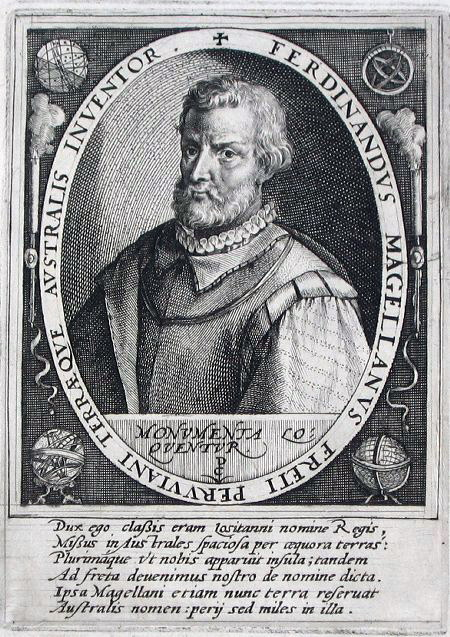 ✝ FERDINANDVS MAGELLANVS FRETI PERVVIANI TERRÆQVE AVSTRALIS INVENTOR.
MONVMENTA LO:
QVENTVR
Dux ego claßis eram Lositanni nomine Regis,
Mißus in Australes spaciosa per æquora terras:
Plurimaque vt nobis apparuit insula; tandem
Ad freta deuenimus nostro de nomine dicta.
Ipsa Magellani etiam nunc terra reseruat
Australis nomen: perij sed miles in illa.